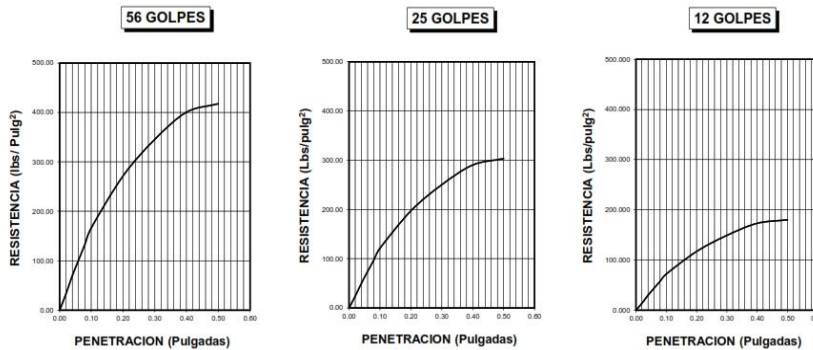 56 GOLPES
25 GOLPES
12 GOLPES
RESISTENCIA (lbs/ Pulg²)
500.00
400.00
300.00
200.00
100.00
0.00
0.00 0.10 0.20 0.30 0.40 0.50 0.60
PENETRACION (Pulgadas)
RESISTENCIA (Lbs/pulg²)
500.00
400.00
300.00
200.00
100.00
0.00
0.00 0.10 0.20 0.30 0.40 0.50 0.60
PENETRACION (Pulgadas)
RESISTENCIA (Lbs/pulg²)
500.000
400.000
300.000
200.000
100.000
0.000
0.00 0.10 0.20 0.30 0.40 0.50
PENETRACION (Pulgadas)